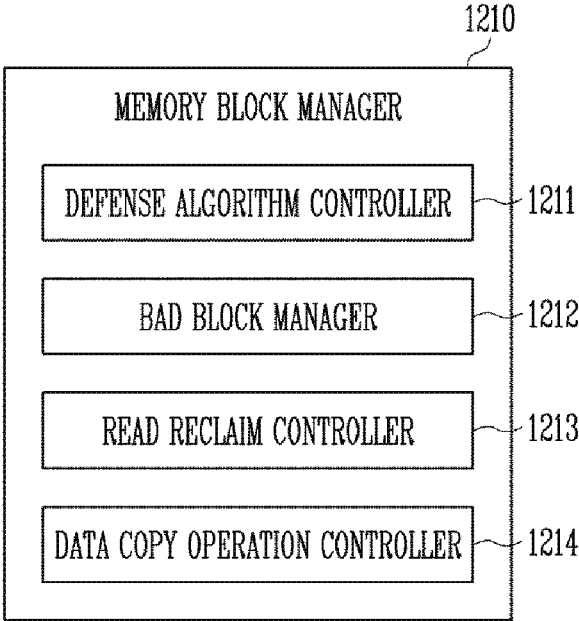 1210
MEMORY BLOCK MANAGER
DEFENSE ALGORITHM CONTROLLER 1211
BAD BLOCK MANAGER 1212
READ RECLAIM CONTROLLER 1213
DATA COPY OPERATION CONTROLLER 1214